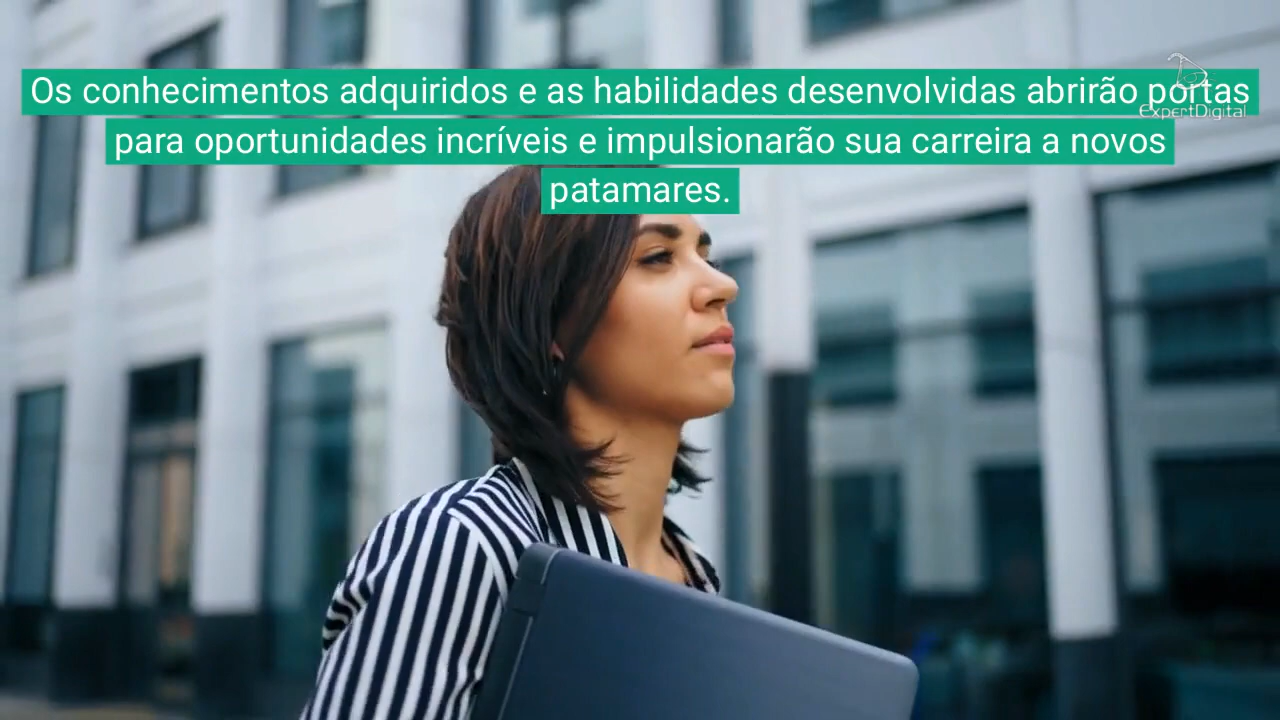 Os conhecimentos adquiridos e as habilidades desenvolvidas abrirão portas
para oportunidades incríveis e impulsionarão sua carreira a novos
patamares.
ExpertDigital